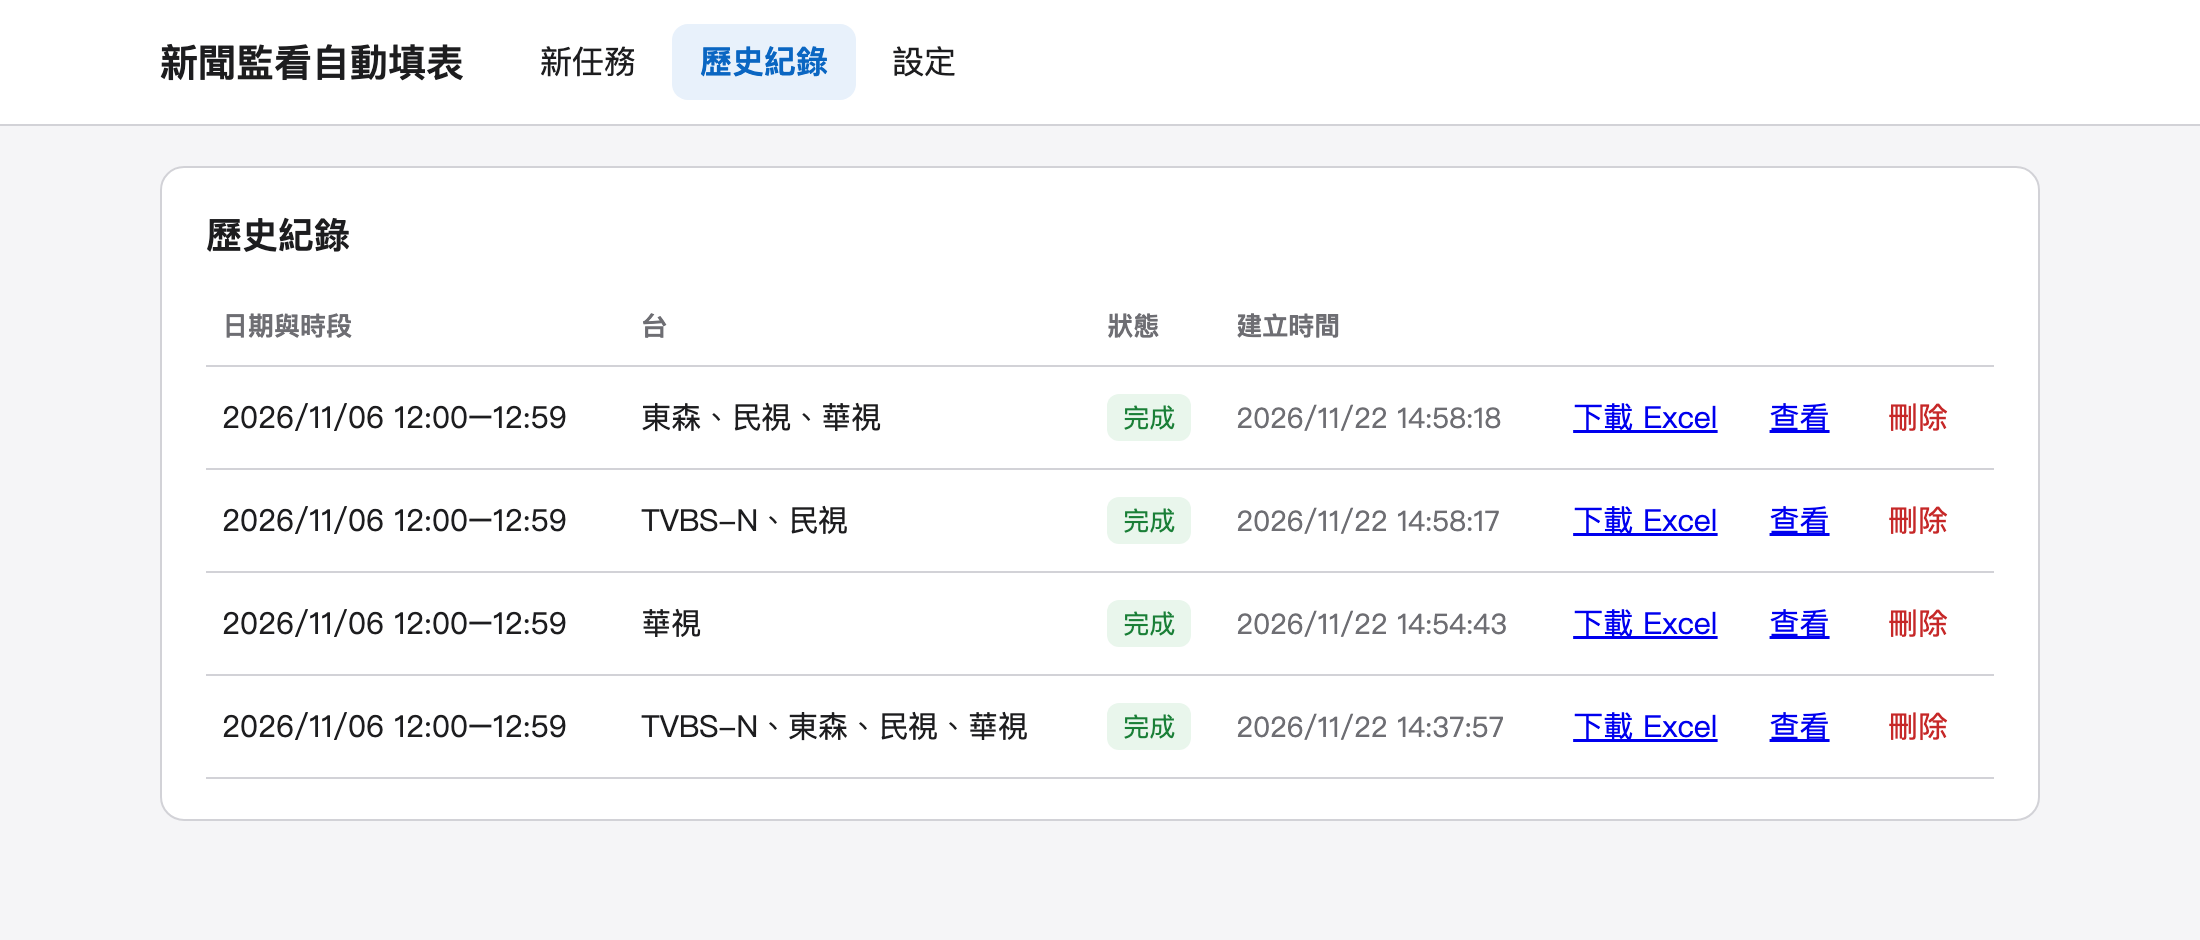 新聞監看自動填表 新任務 歷史紀錄 設定
歷史紀錄
日期與時段 台 狀態 建立時間
2026/11/06 12:00—12:59 東森、民視、華視 完成 2026/11/22 14:58:18 下載 Excel 查看 刪除
2026/11/06 12:00—12:59 TVBS-N、民視 完成 2026/11/22 14:58:17 下載 Excel 查看 刪除
2026/11/06 12:00—12:59 華視 完成 2026/11/22 14:54:43 下載 Excel 查看 刪除
2026/11/06 12:00—12:59 TVBS-N、東森、民視、華視 完成 2026/11/22 14:37:57 下載 Excel 查看 刪除